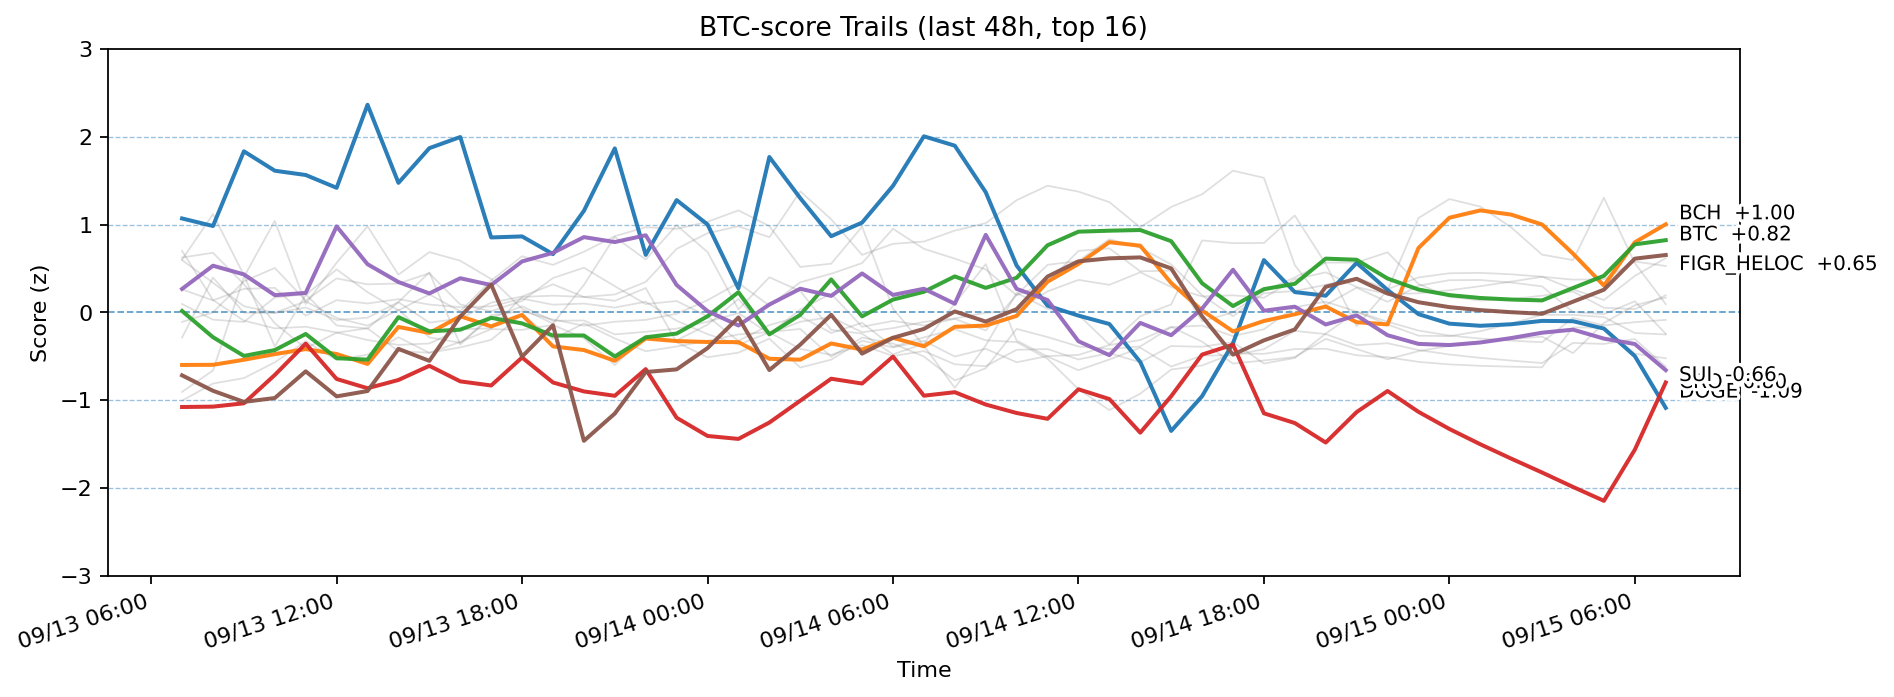 BTC-score Trails (last 48h, top 16)
Score (z)
3
2
1
0
−1
−2
−3
BCH +1.00
BTC +0.82
FIGR_HELOC +0.65
SUI -0.66
DOGE -1.09
09/13 06:00
09/13 12:00
09/13 18:00
09/14 00:00
09/14 06:00
09/14 12:00
09/14 18:00
09/15 00:00
09/15 06:00
Time